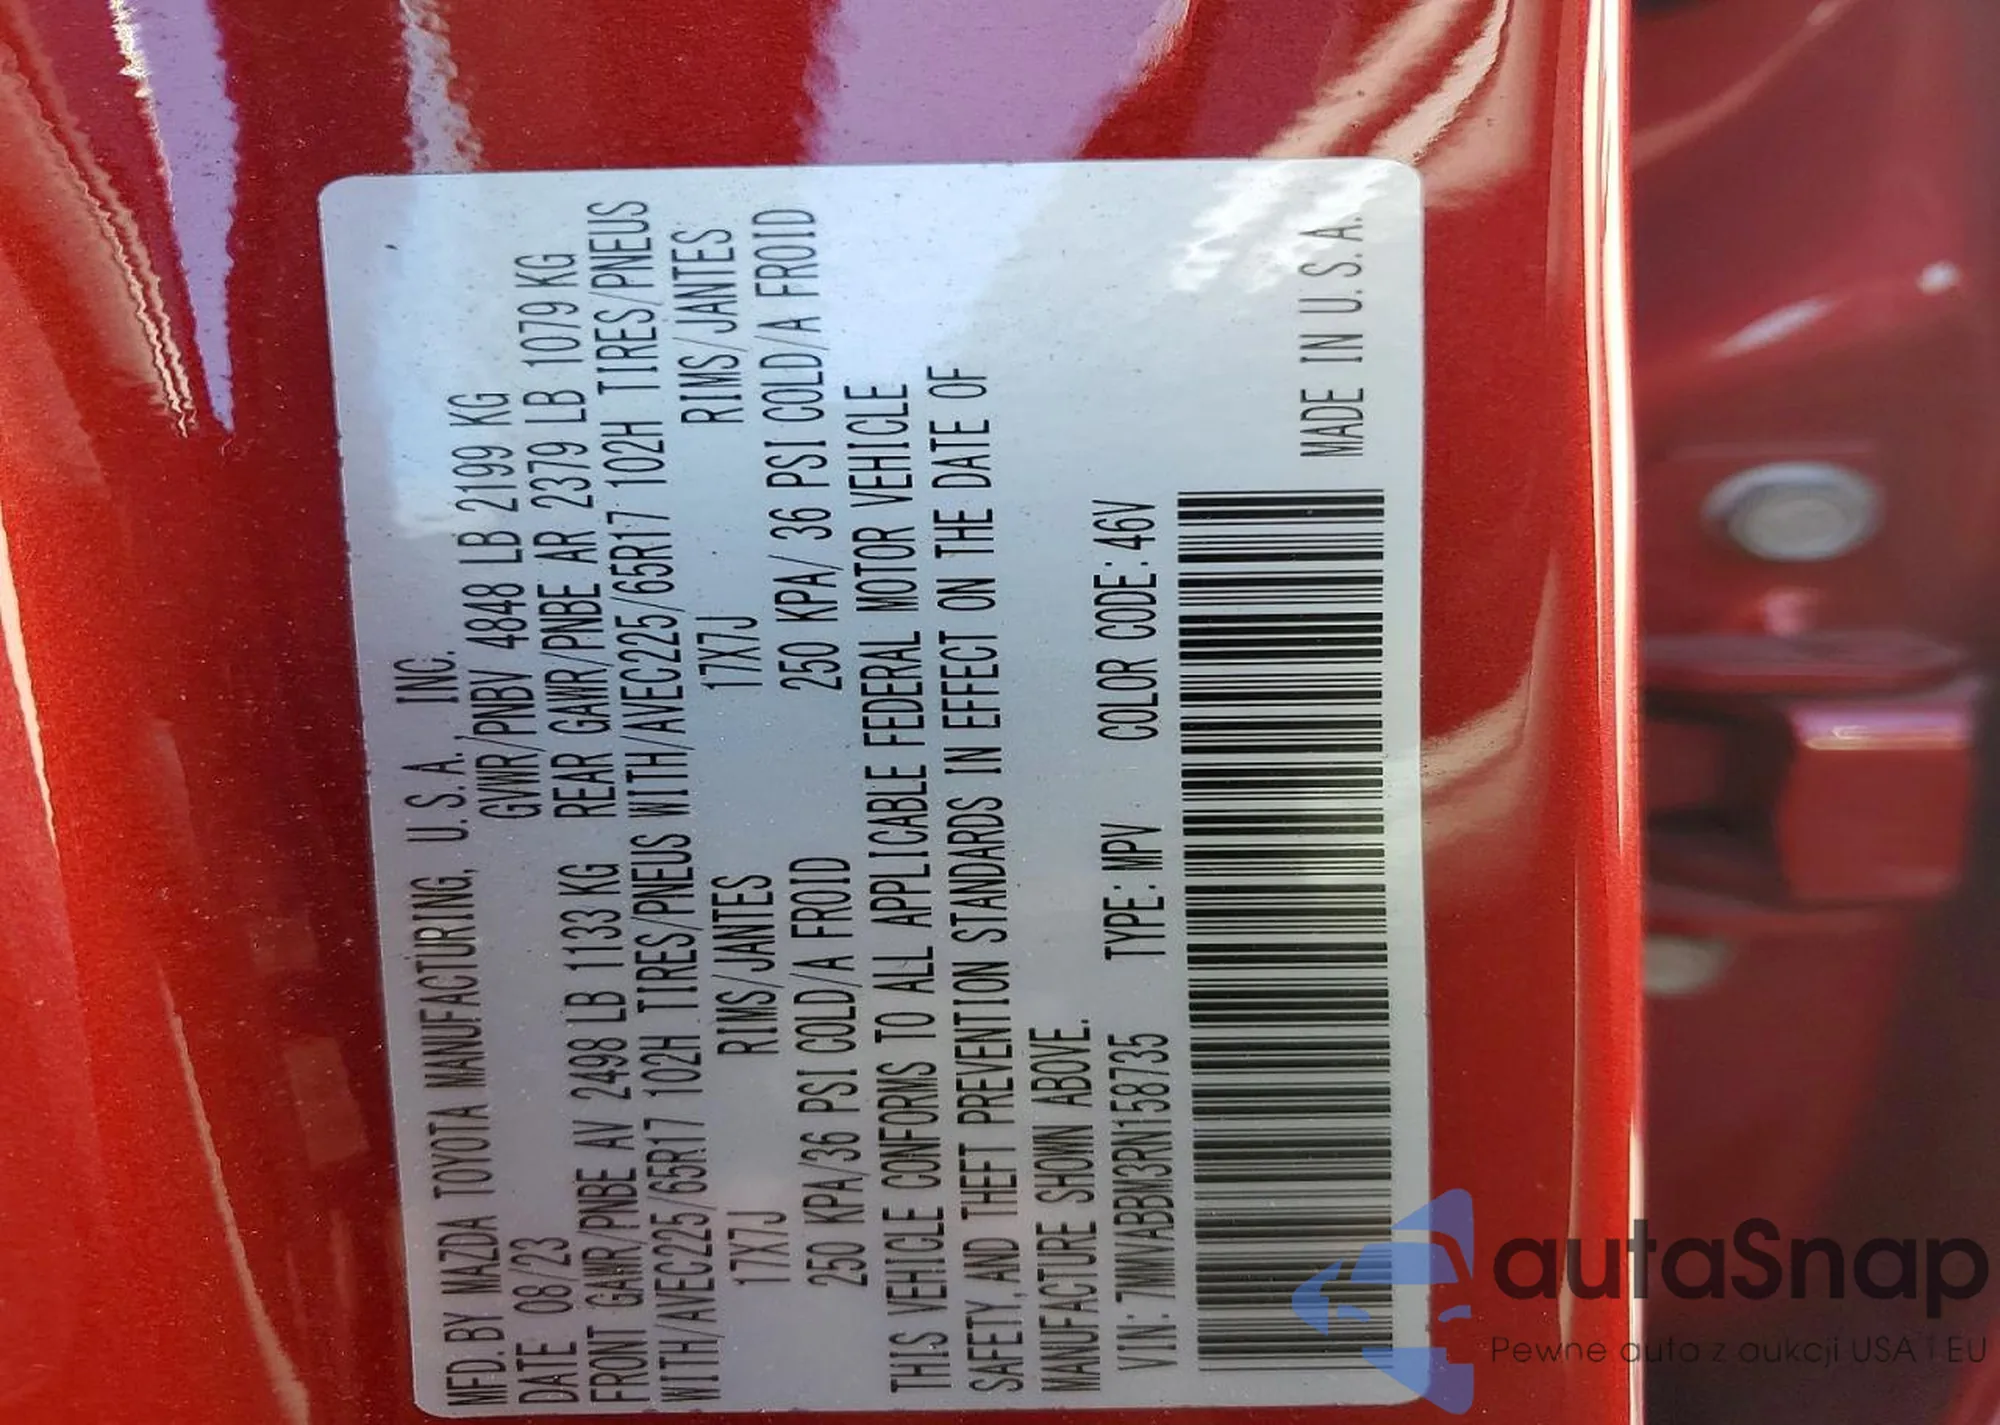 MFD. BY MAZDA TOYOTA MANUFACTURING, U.S.A., INC.
DATE 08/23 GVWR/PNBV 4848 LB 2199 KG
FRONT GAWR/PNBE AV 2498 LB 1133 KG REAR GAWR/PNBE AR 2379 LB 1079 KG
WITH/AVEC225/65R17 102H TIRES/PNEUS WITH/AVEC225/65R17 102H TIRES/PNEUS
17X7J RIMS/JANTES 17X7J RIMS/JANTES
250 KPA/36 PSI COLD/A FROID 250 KPA/ 36 PSI COLD/A FROID
THIS VEHICLE CONFORMS TO ALL APPLICABLE FEDERAL MOTOR VEHICLE
SAFETY, AND THEFT PREVENTION STANDARDS IN EFFECT ON THE DATE OF
MANUFACTURE SHOWN ABOVE.
VIN: 7MMVABBM3RN158735 TYPE: MPV COLOR CODE: 46V
MADE IN U.S.A.
autaSnap
Pewne auta z aukcji USA i EU